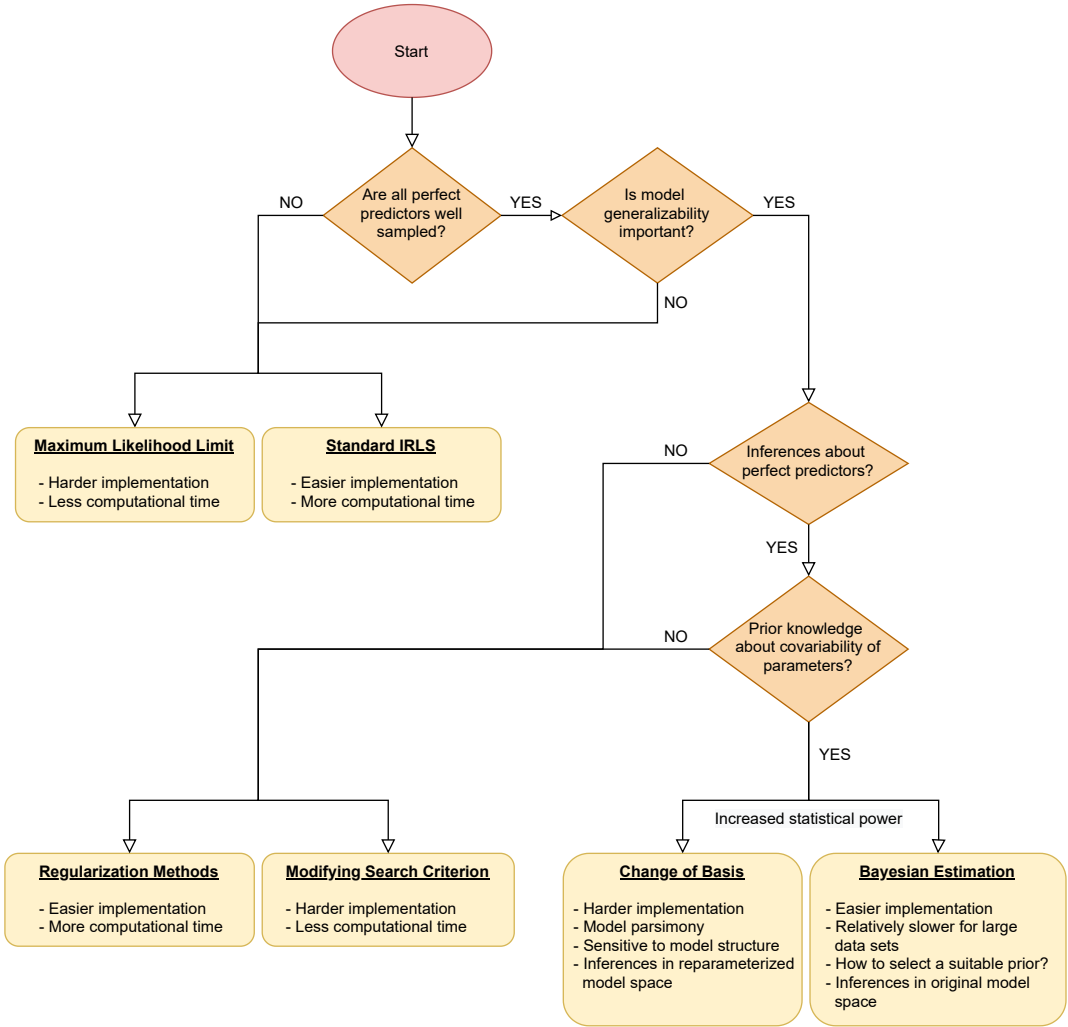 Start
Are all perfect
predictors well
sampled?
NO
YES
Is model
generalizability
important?
YES
NO
Maximum Likelihood Limit
- Harder implementation
- Less computational time
Standard IRLS
- Easier implementation
- More computational time
Inferences about
perfect predictors?
NO
YES
Prior knowledge
about covariability of
parameters?
NO
YES
Increased statistical power
Regularization Methods
- Easier implementation
- More computational time
Modifying Search Criterion
- Harder implementation
- Less computational time
Change of Basis
- Harder implementation
- Model parsimony
- Sensitive to model structure
- Inferences in reparameterized
model space
Bayesian Estimation
- Easier implementation
- Relatively slower for large
data sets
- How to select a suitable prior?
- Inferences in original model
space